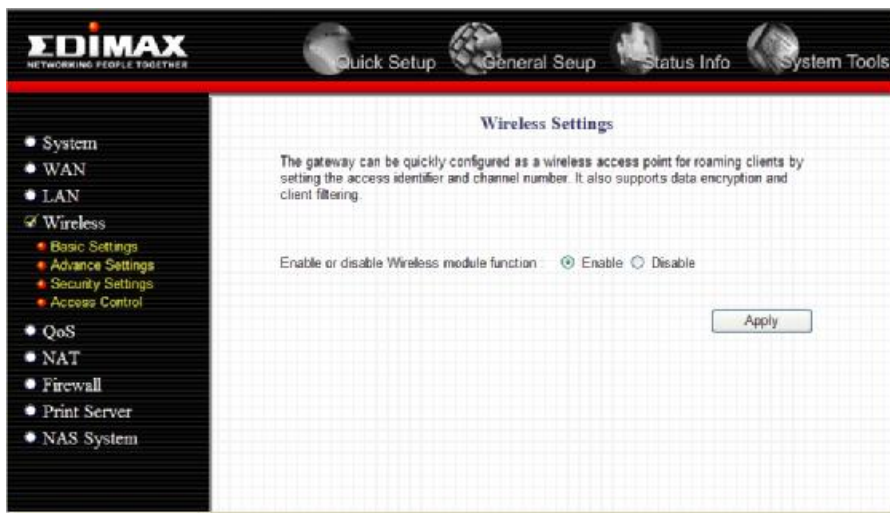 EDIMAX
NETWORKING PEOPLE TOGETHER
Quick Setup
General Seup
Status Info
System Tools
System
WAN
LAN
Wireless
Basic Settings
Advance Settings
Security Settings
Access Control
QoS
NAT
Firewall
Print Server
NAS System
Wireless Settings
The gateway can be quickly configured as a wireless access point for roaming clients by
setting the access identifier and channel number. It also supports data encryption and
client filtering.
Enable or disable Wireless module function : Enable Disable
Apply